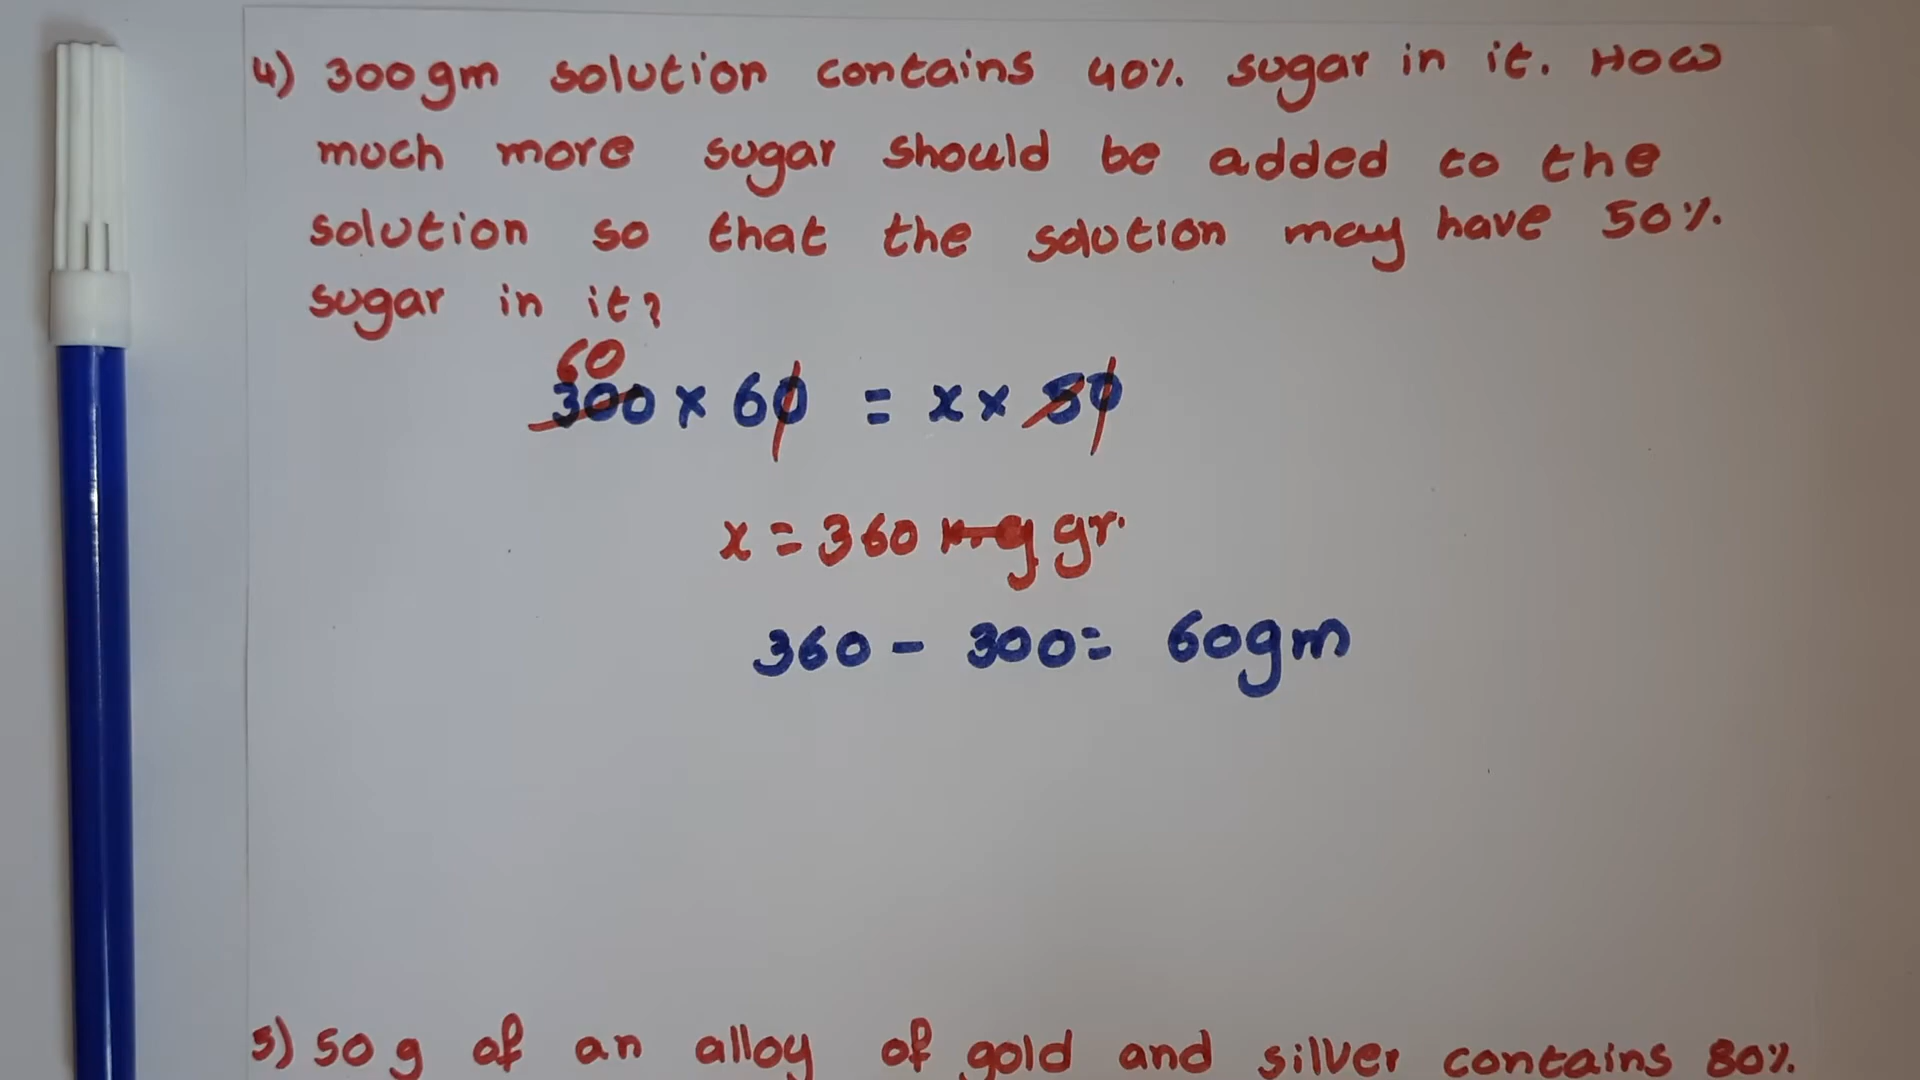 4) 300gm solution contains 40% sugar in it. How
much more sugar should be added to the
solution so that the solution may have 50%
sugar in it?
60
300 x 60 = x x 50
x = 360 gr.
360 - 300 = 60gm
5) 50 g of an alloy of gold and silver contains 80%.